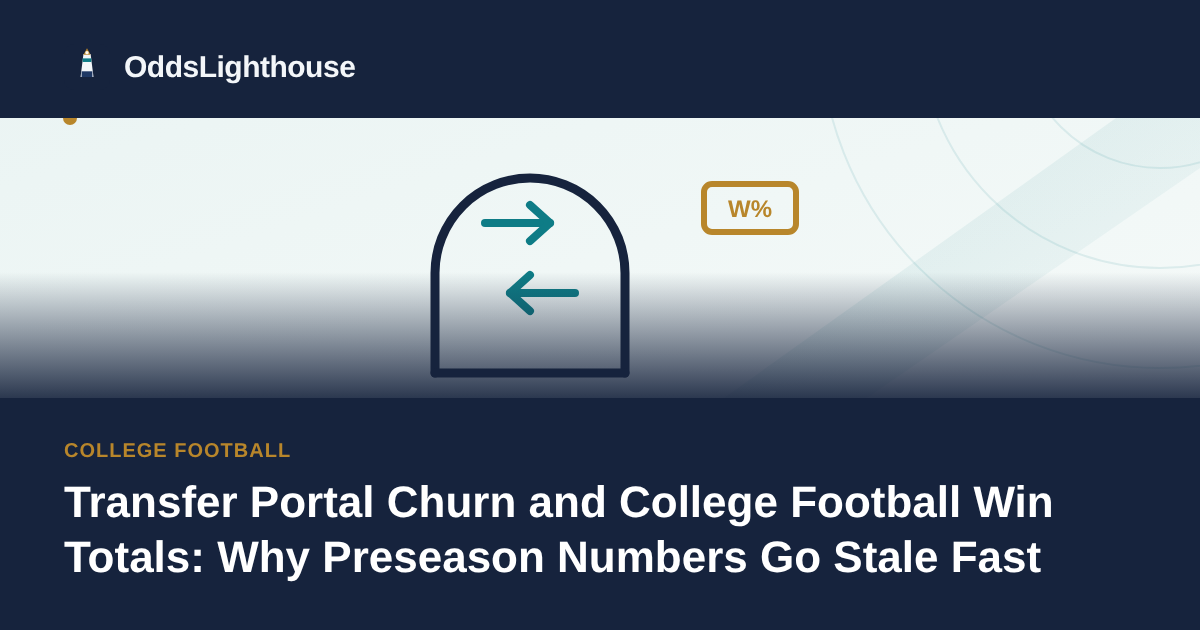 OddsLighthouse
W%
COLLEGE FOOTBALL
Transfer Portal Churn and College Football Win
Totals: Why Preseason Numbers Go Stale Fast